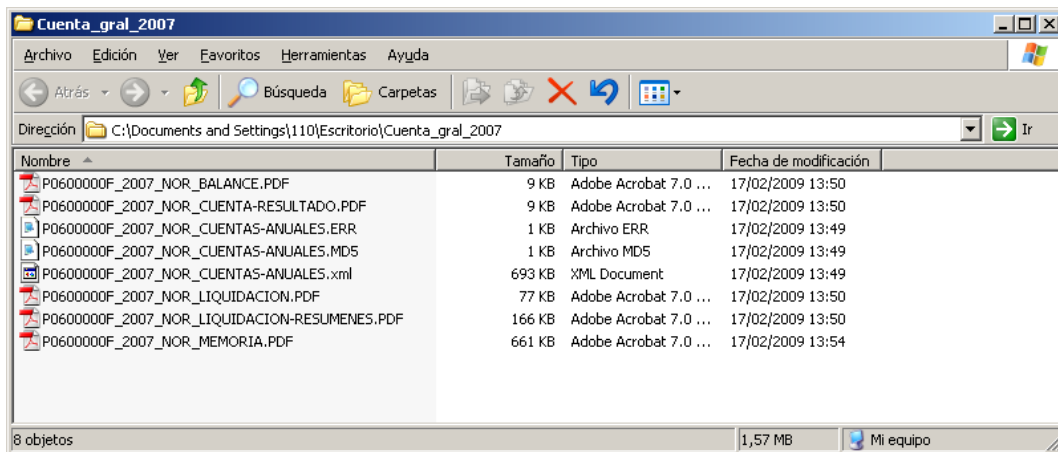 Cuenta_gral_2007
Archivo Edición Ver Favoritos Herramientas Ayuda
Atrás Búsqueda Carpetas
Dirección C:\Documents and Settings\110\Escritorio\Cuenta_gral_2007 Ir
Nombre Tamaño Tipo Fecha de modificación
P0600000F_2007_NOR_BALANCE.PDF 9 KB Adobe Acrobat 7.0 ... 17/02/2009 13:50
P0600000F_2007_NOR_CUENTA-RESULTADO.PDF 9 KB Adobe Acrobat 7.0 ... 17/02/2009 13:50
P0600000F_2007_NOR_CUENTAS-ANUALES.ERR 1 KB Archivo ERR 17/02/2009 13:49
P0600000F_2007_NOR_CUENTAS-ANUALES.MD5 1 KB Archivo MD5 17/02/2009 13:49
P0600000F_2007_NOR_CUENTAS-ANUALES.xml 693 KB XML Document 17/02/2009 13:49
P0600000F_2007_NOR_LIQUIDACION.PDF 77 KB Adobe Acrobat 7.0 ... 17/02/2009 13:50
P0600000F_2007_NOR_LIQUIDACION-RESUMENES.PDF 166 KB Adobe Acrobat 7.0 ... 17/02/2009 13:50
P0600000F_2007_NOR_MEMORIA.PDF 661 KB Adobe Acrobat 7.0 ... 17/02/2009 13:54
8 objetos 1,57 MB Mi equipo